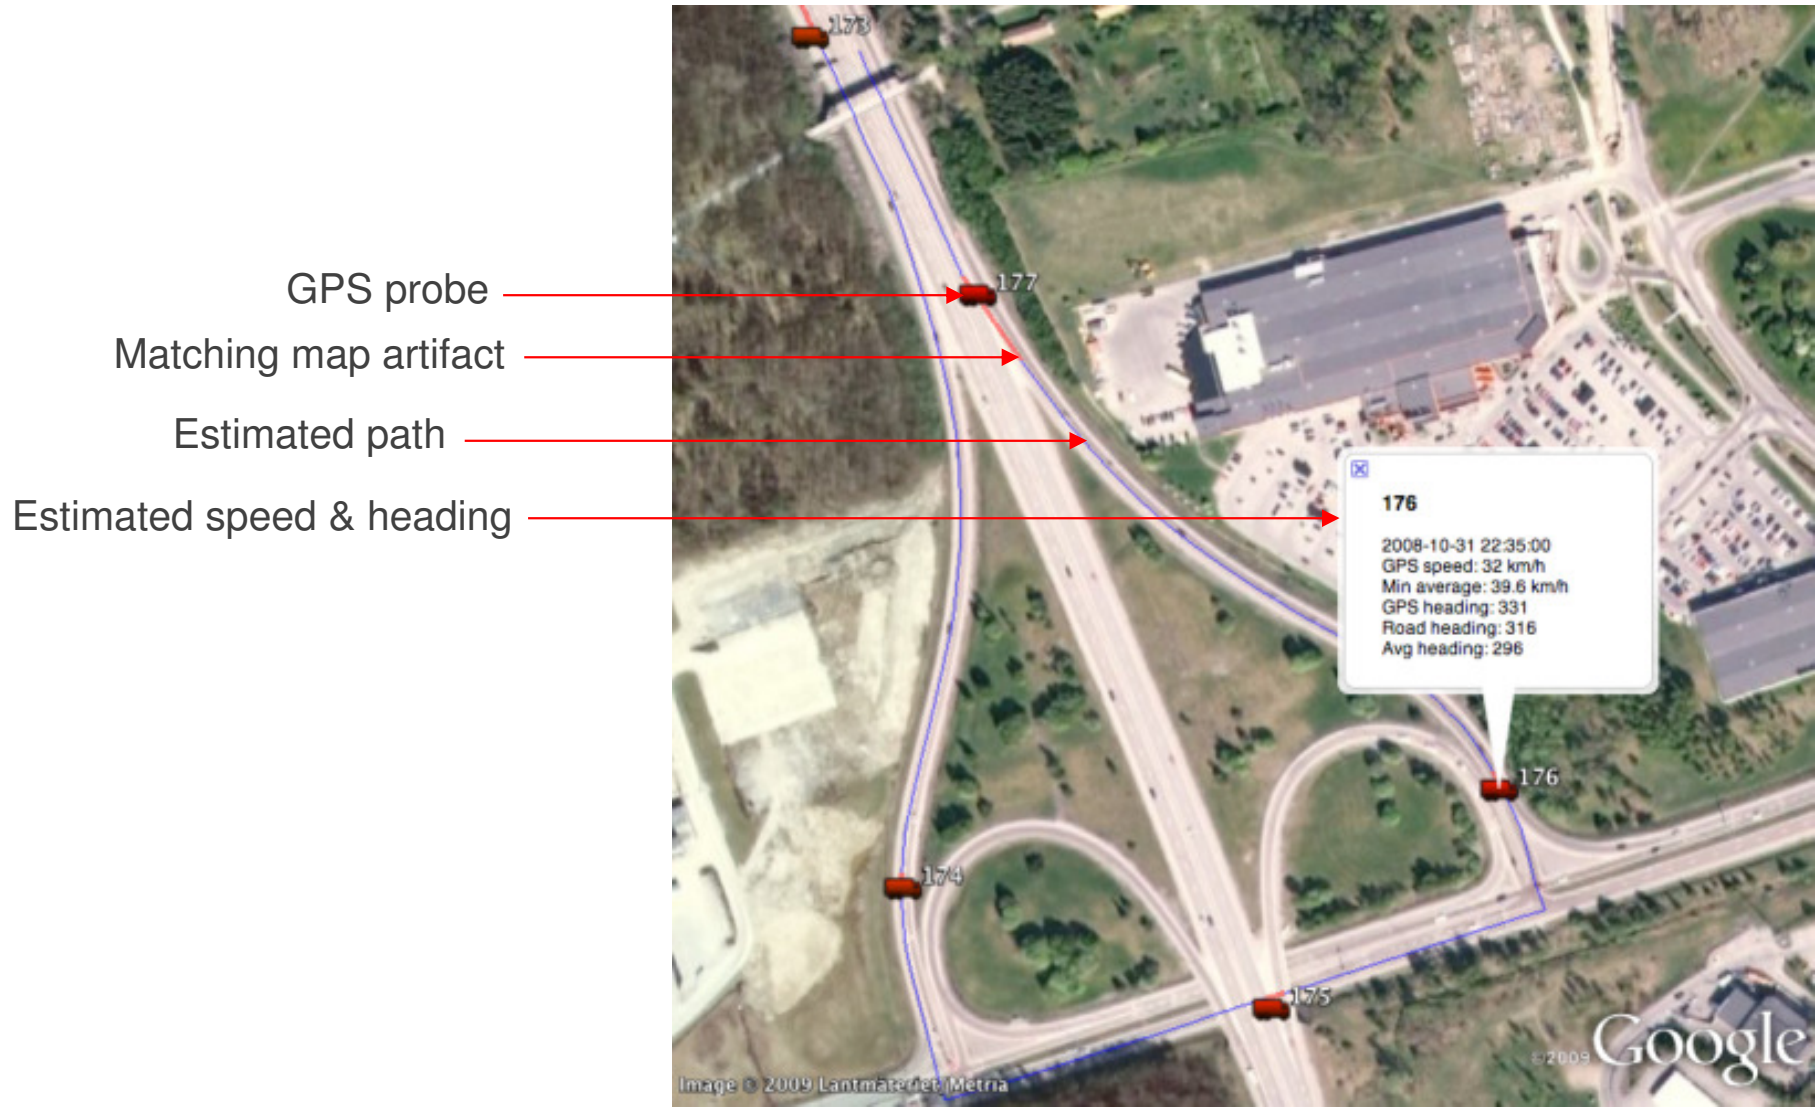 173
GPS probe
177
Matching map artifact
Estimated path
Estimated speed & heading
176
2008-10-31 22:35:00
GPS speed: 32 km/h
Min average: 39.6 km/h
GPS heading: 331
Road heading: 316
Avg heading: 296
176
174
175
©2009 Google
Image © 2009 Lantmäteriet/Metria